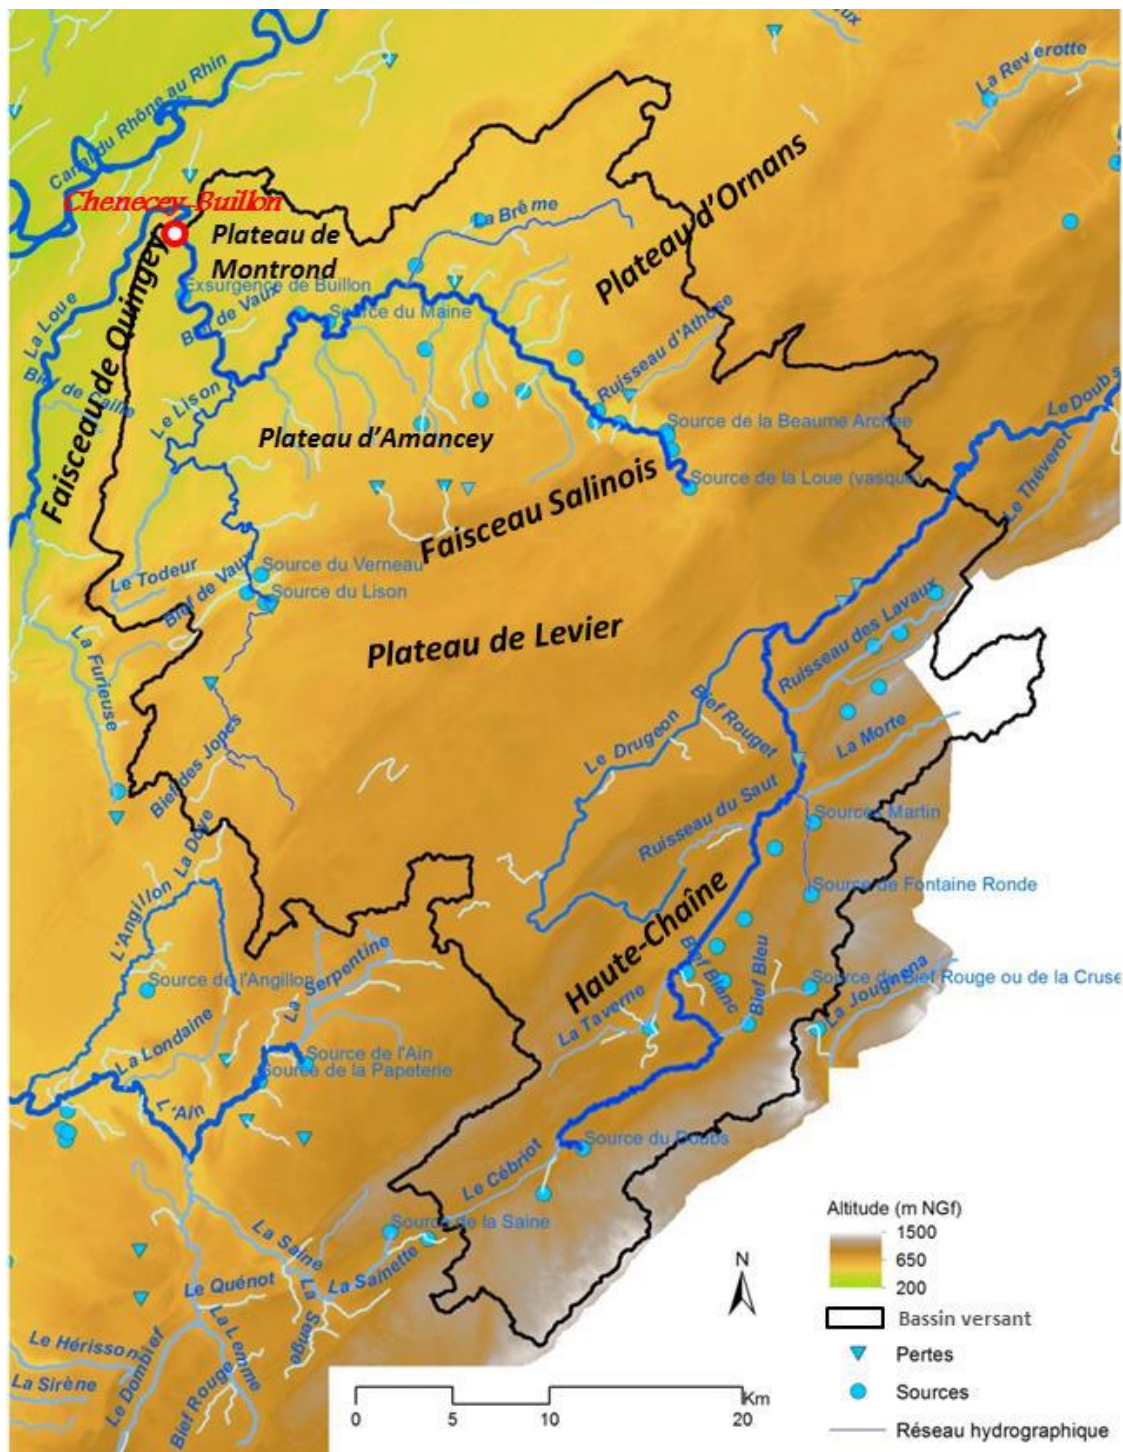 La Reverotte
Canal du Rhône au Rhin
Chenecey-Buillon
Plateau de
Montrond
La Brême
Plateau d'Ornans
Exsurgence de Buillon
Bief de Vaux
Source du Maine
La Loue
Faisceau de Quingey
Ruisseau d'Athose
Le Doubs
Le Lison
Plateau d'Amancey
Source de la Beaume Archée
Source de la Loue (vasque)
Faisceau Salinois
Le Théverot
Le Todeur
Bief de Vaux
Source du Verneau
Source du Lison
Plateau de Levier
Ruisseau des Lavaux
La Furieuse
Bief Rouget
Le Drugeon
La Morte
Bief des Jones
Ruisseau du Saut
Sources Martin
L'Angillon
La Doye
Source de Fontaine Ronde
Haute-Chaîne
Bief Blanc
Bief Bleu
Source de l'Angillon
La Serpentine
Source du Bief Rouge ou de la Cruse
La Jougnena
La Taverne
La Londaine
Source de l'Ain
Source de la Papeterie
L'Ain
Source du Doubs
Le Cébriot
Source de la Saine
La Saine
La Sainette
Le Quénot
La Senge
La Lemme
Le Hérisson
La Sirène
Le Dombief
Bief Rouge
N
Altitude (m NGf)
1500
650
200
Bassin versant
Pertes
Sources
Réseau hydrographique
Km
0 5 10 20